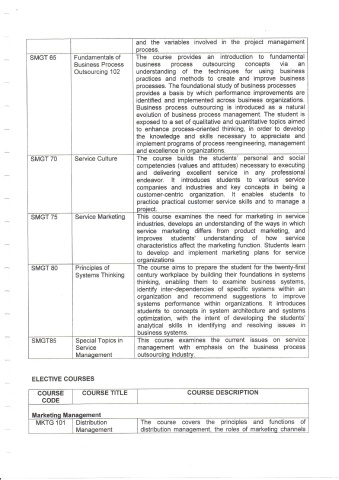 and the variables involved in the project management
process.
SMGT 65 Fundamentals of Business Process Outsourcing 102
The course provides an introduction to fundamental
business process outsourcing concepts via an
understanding of the techniques for using business
practices and methods to create and improve business
processes. The foundational study of business processes
provides a basis by which performance improvements are
identified and implemented across business organizations.
Business process outsourcing is introduced as a natural
evolution of business process management. The student is
exposed to a set of qualitative and quantitative topics aimed
to enhance process-oriented thinking, in order to develop
the knowledge and skills necessary to appreciate and
implement programs of process reengineering, management
and excellence in organizations.
SMGT 70 Service Culture
The course builds the students' personal and social
competencies (values and attitudes) necessary to executing
and delivering excellent service in any professional
endeavor. It introduces students to various service
companies and industries and key concepts in being a
customer-centric organization. It enables students to
practice practical customer service skills and to manage a
project.
SMGT 75 Service Marketing
This course examines the need for marketing in service
industries, develops an understanding of the ways in which
service marketing differs from product marketing, and
improves students' understanding of how service
characteristics affect the marketing function. Students learn
to develop and implement marketing plans for service
organizations
SMGT 80 Principles of Systems Thinking
The course aims to prepare the student for the twenty-first
century workplace by building their foundations in systems
thinking, enabling them to examine business systems,
identify inter-dependencies of specific systems within an
organization and recommend suggestions to improve
systems performance within organizations. It introduces
students to concepts in system architecture and systems
optimization, with the intent of developing the students'
analytical skills in identifying and resolving issues in
business systems.
SMGT85 Special Topics in Service Management
This course examines the current issues on service
management with emphasis on the business process
outsourcing industry.
ELECTIVE COURSES
COURSE CODE COURSE TITLE COURSE DESCRIPTION
Marketing Management
MKTG 101 Distribution Management
The course covers the principles and functions of
distribution management, the roles of marketing channels